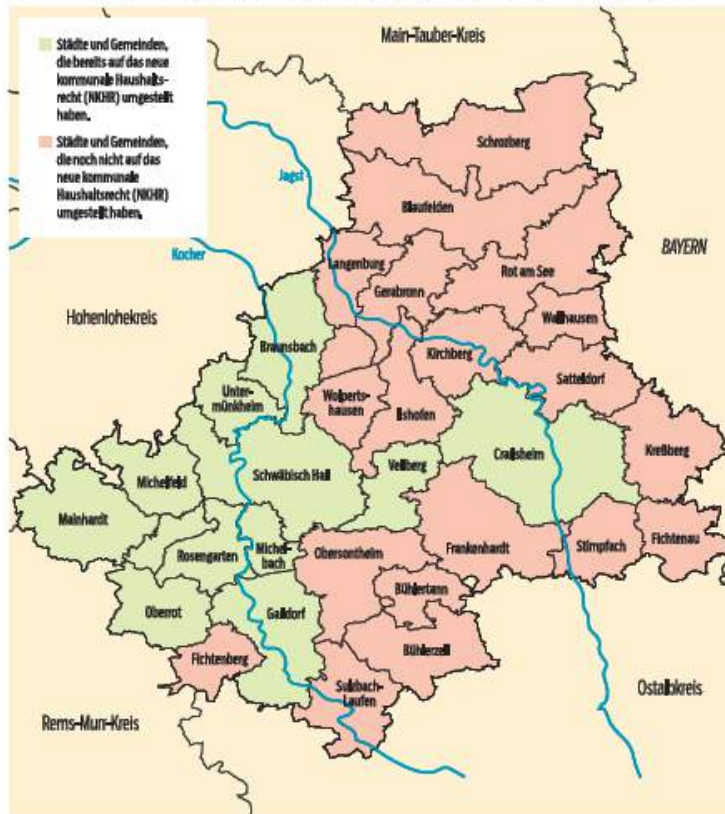 Main-Tauber-Kreis
Städte und Gemeinden,
die bereits auf das neue
kommunale Haushalts-
recht (NKHR) umgestellt
haben.
Städte und Gemeinden,
die noch nicht auf das
neue kommunale
Haushaltsrecht (NKHR)
umgestellt haben.
Schrozberg
Jagst
Blaufelden
BAYERN
Kocher
Langenburg
Rot am See
Gerabronn
Hohenlohekreis
Wallhausen
Braunsbach
Kirchberg
Satteldorf
Unter-
münkheim
Wolperts-
hausen
Ilshofen
Kreßberg
Crailsheim
Vellberg
Schwäbisch Hall
Michelfeld
Mainhardt
Rosengarten
Michel-
bach
Obersontheim
Frankenhardt
Stimpfach
Fichtenau
Bühlertann
Oberrot
Gaildorf
Bühlerzell
Fichtenberg
Sulzbach-
Laufen
Ostalbkreis
Rems-Murr-Kreis